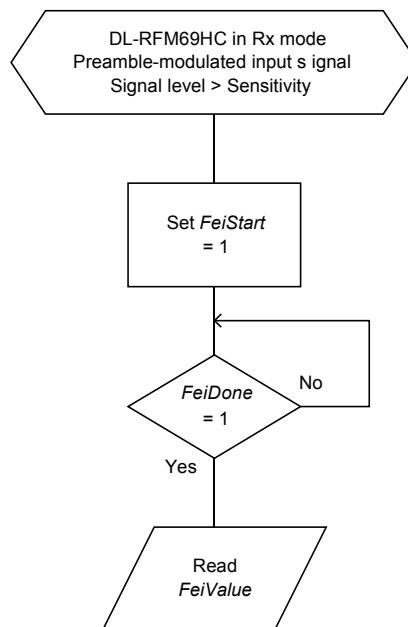 DL-RFM69HC in Rx mode
Preamble-modulated input s ignal
Signal level > Sensitivity
Set FeiStart
= 1
FeiDone
= 1
No
Yes
Read
FeiValue